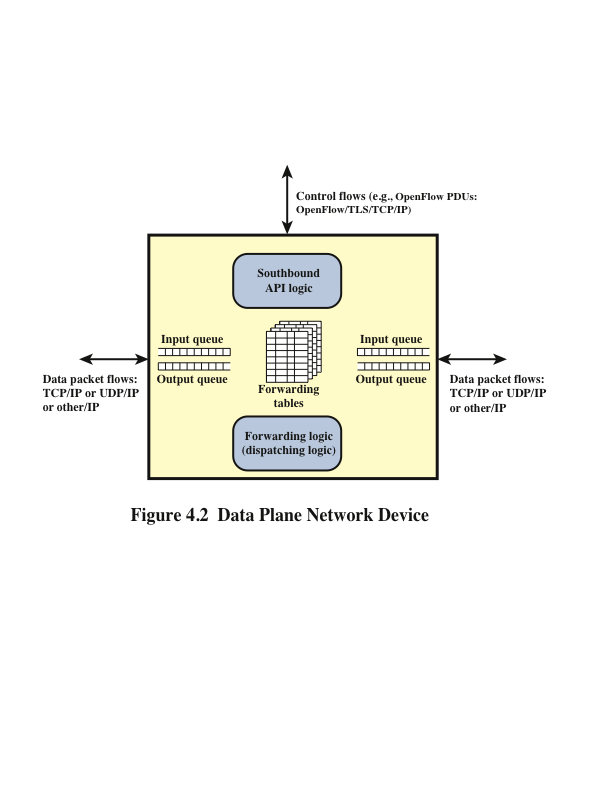 Control flows (e.g., OpenFlow PDUs:
OpenFlow/TLS/TCP/IP)
Southbound
API logic
Input queue
Output queue
Forwarding
tables
Input queue
Output queue
Data packet flows:
TCP/IP or UDP/IP
or other/IP
Data packet flows:
TCP/IP or UDP/IP
or other/IP
Forwarding logic
(dispatching logic)
Figure 4.2 Data Plane Network Device